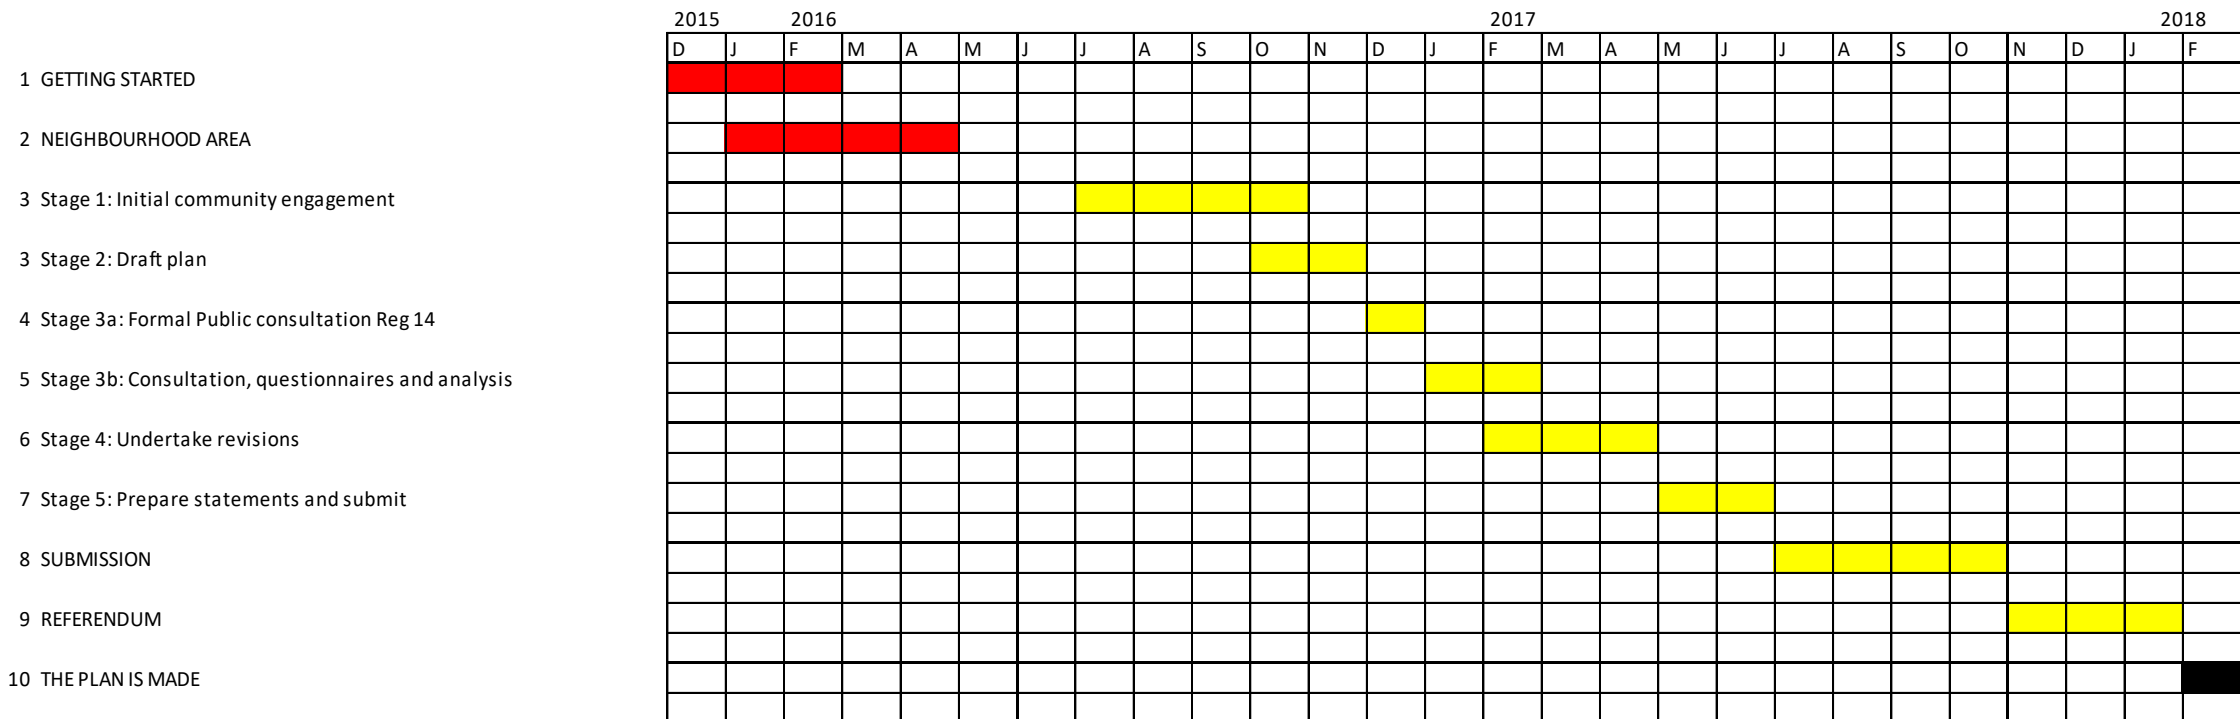 2015 2016 2017 2018
D J F M A M J J A S O N D J F M A M J J A S O N D J F
1 GETTING STARTED
2 NEIGHBOURHOOD AREA
3 Stage 1: Initial community engagement
3 Stage 2: Draft plan
4 Stage 3a: Formal Public consultation Reg 14
5 Stage 3b: Consultation, questionnaires and analysis
6 Stage 4: Undertake revisions
7 Stage 5: Prepare statements and submit
8 SUBMISSION
9 REFERENDUM
10 THE PLAN IS MADE